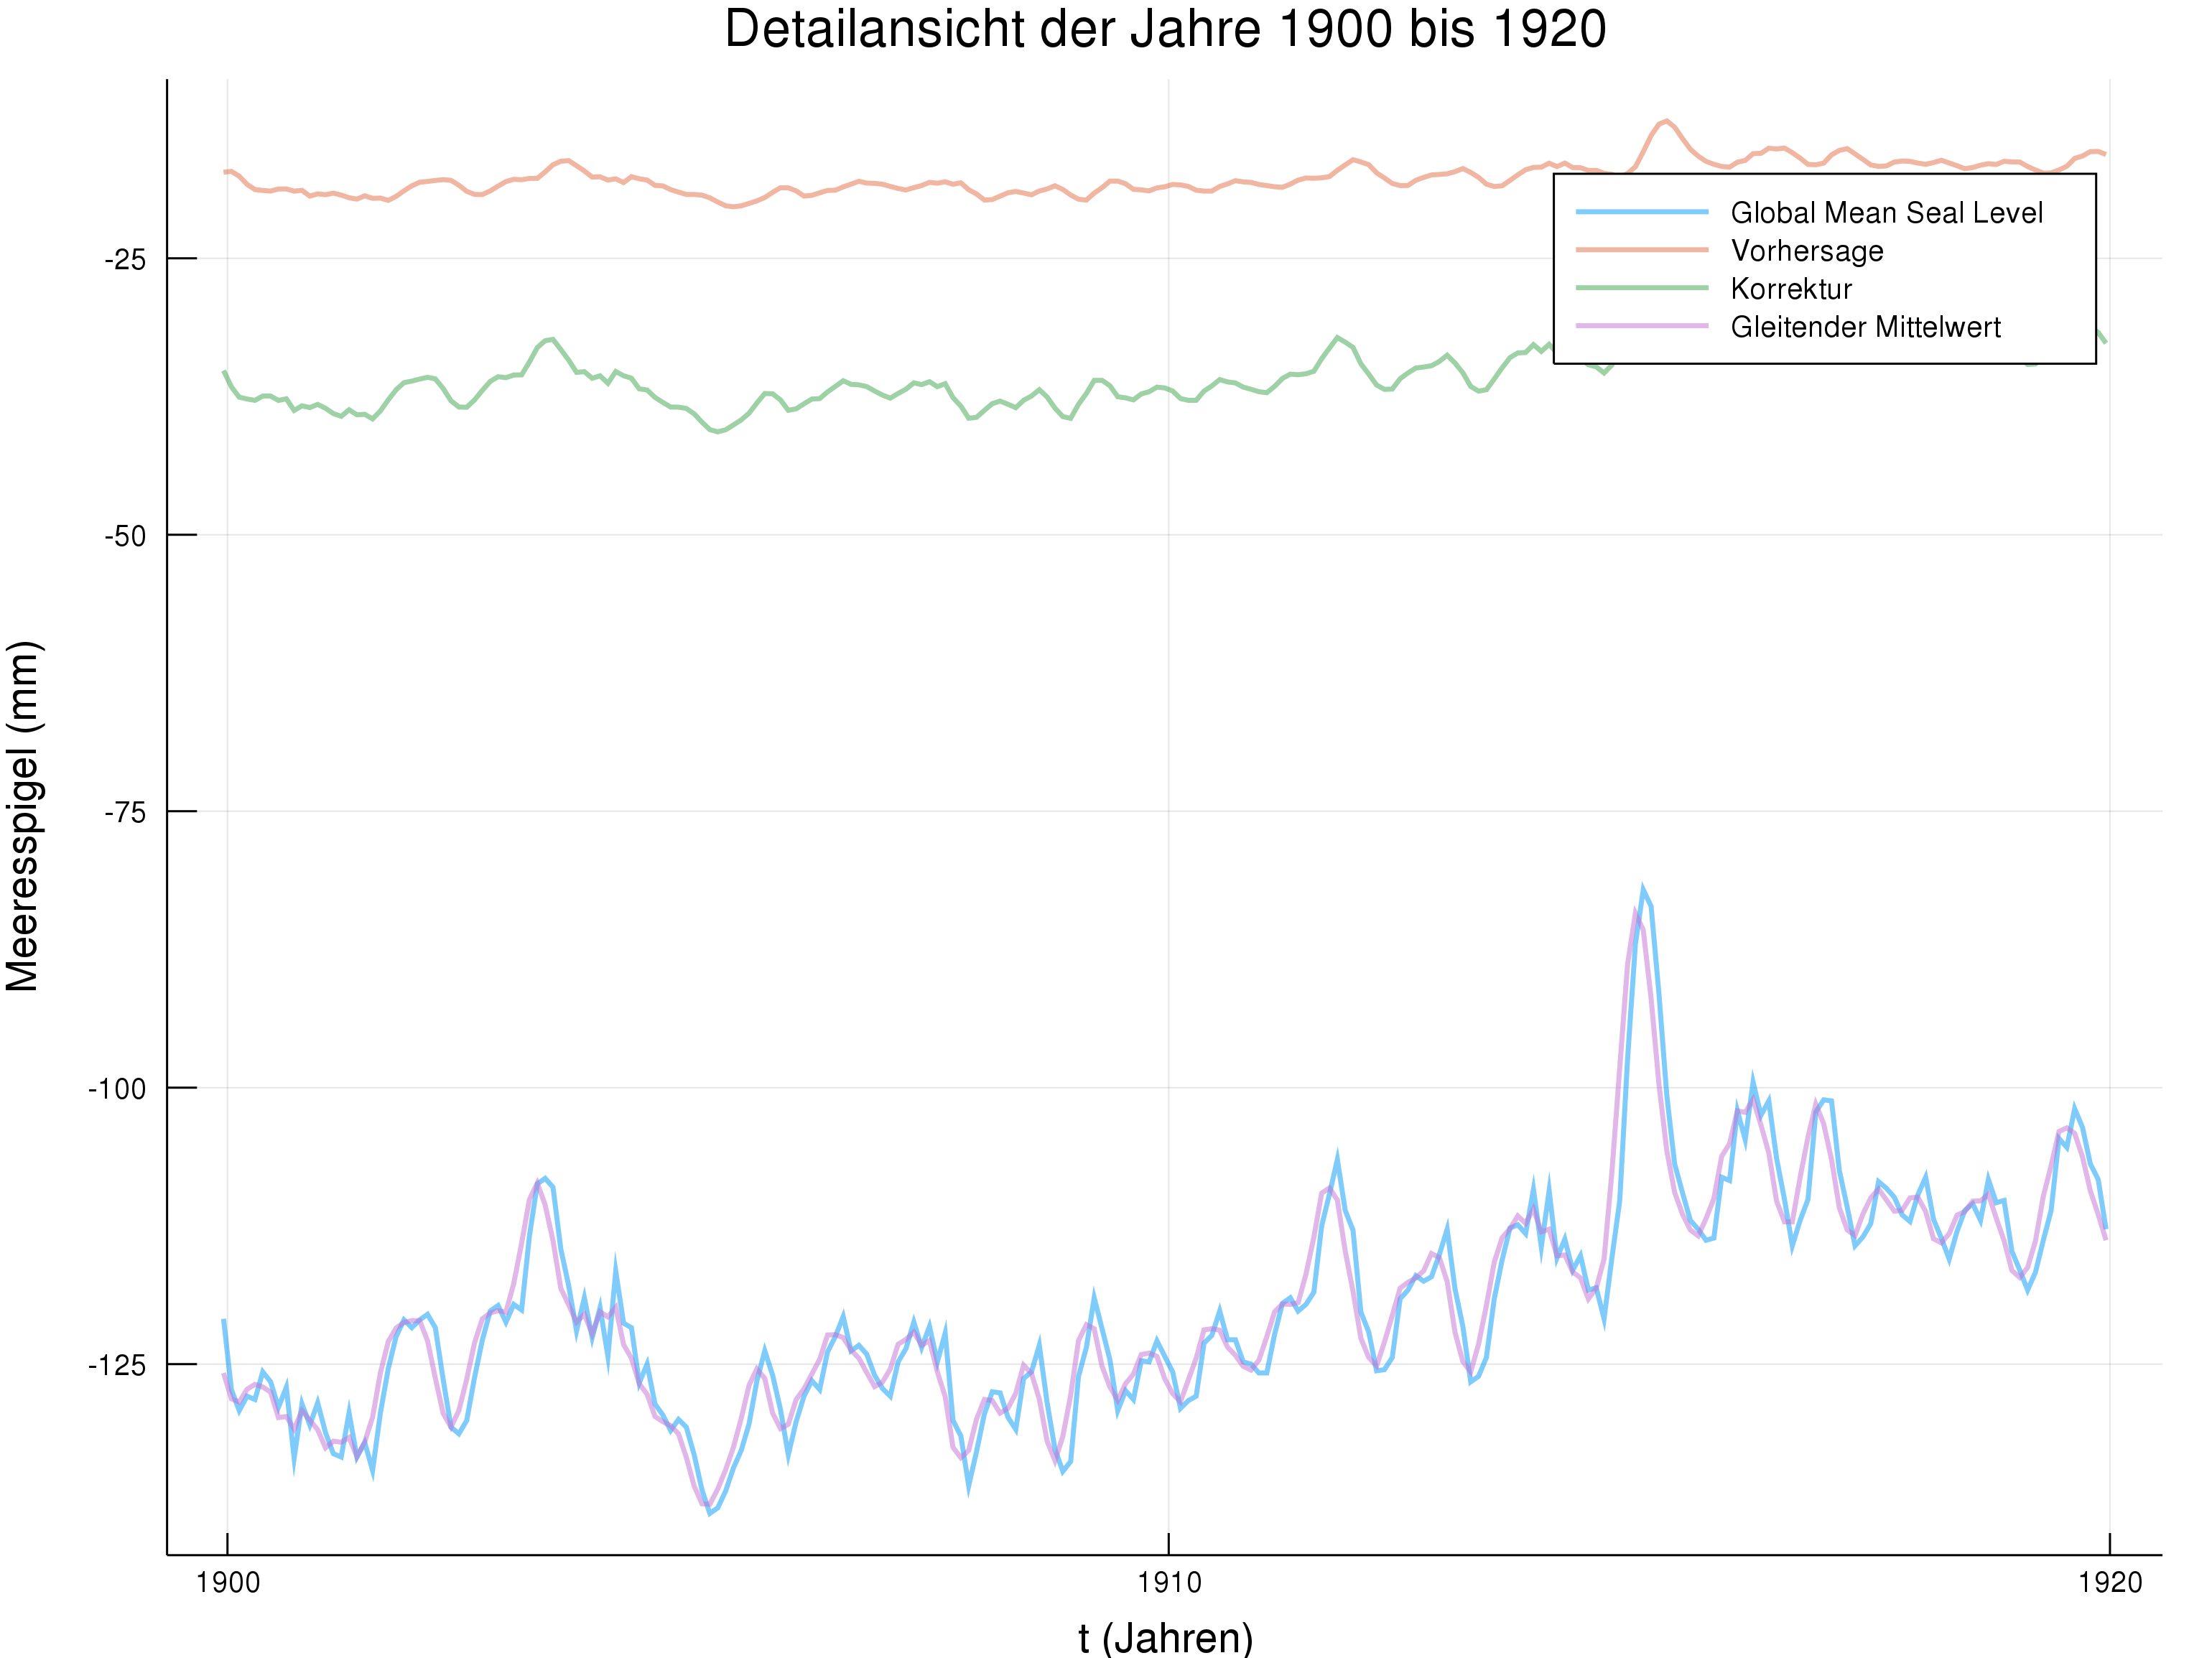 Detailansicht der Jahre 1900 bis 1920
Meeresspigel (mm)
-25
-50
-75
-100
-125
Global Mean Seal Level
Vorhersage
Korrektur
Gleitender Mittelwert
1900
1910
1920
t (Jahren)